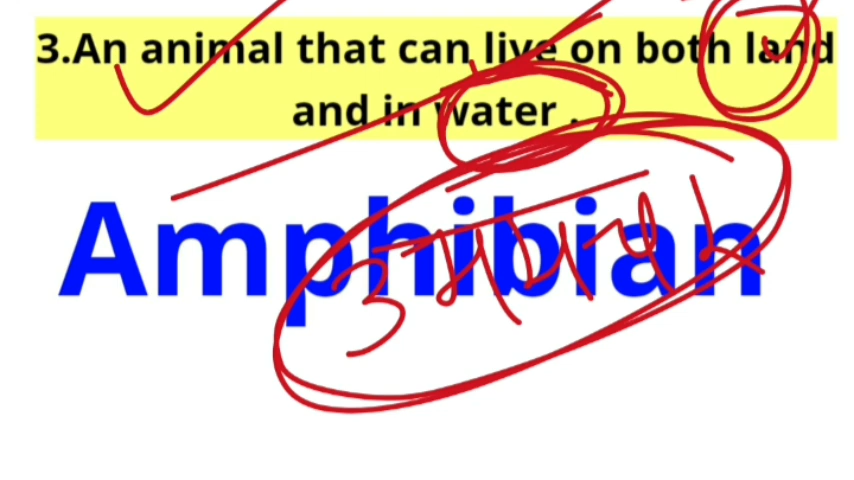 3.An animal that can live on both land
and in water .
Amphibian